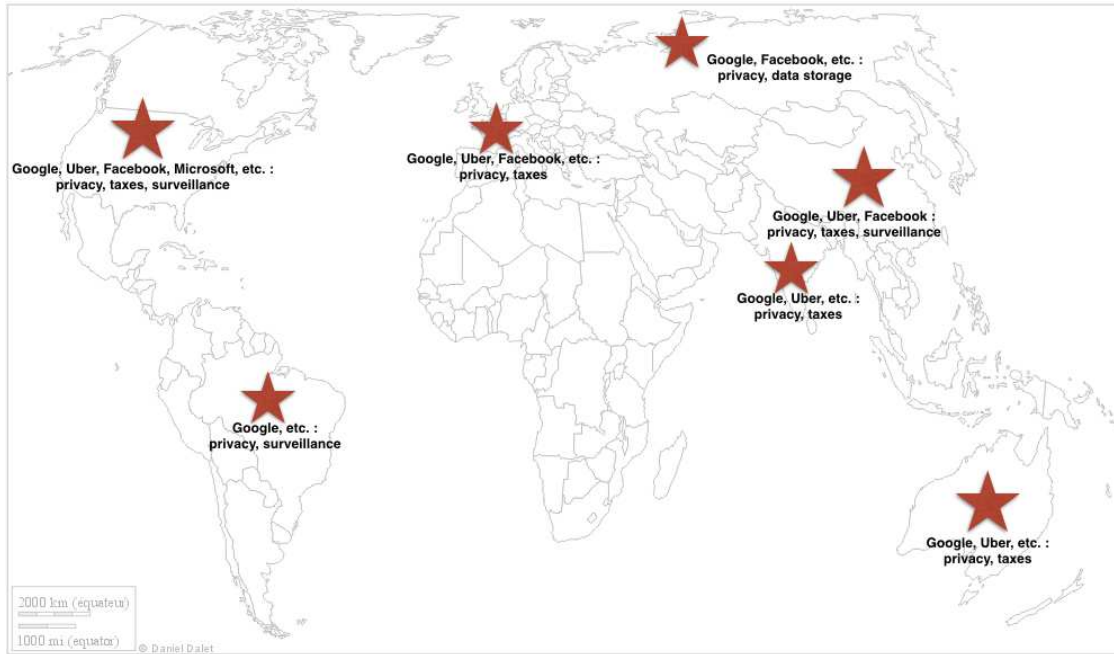 Google, Facebook, etc. :
privacy, data storage
Google, Uber, Facebook, Microsoft, etc. :
privacy, taxes, surveillance
Google, Uber, Facebook, etc. :
privacy, taxes
Google, Uber, Facebook :
privacy, taxes, surveillance
Google, Uber, etc. :
privacy, taxes
Google, etc. :
privacy, surveillance
Google, Uber, etc. :
privacy, taxes
2000 km (équateur)
1000 mi (equator)
© Daniel Dalet